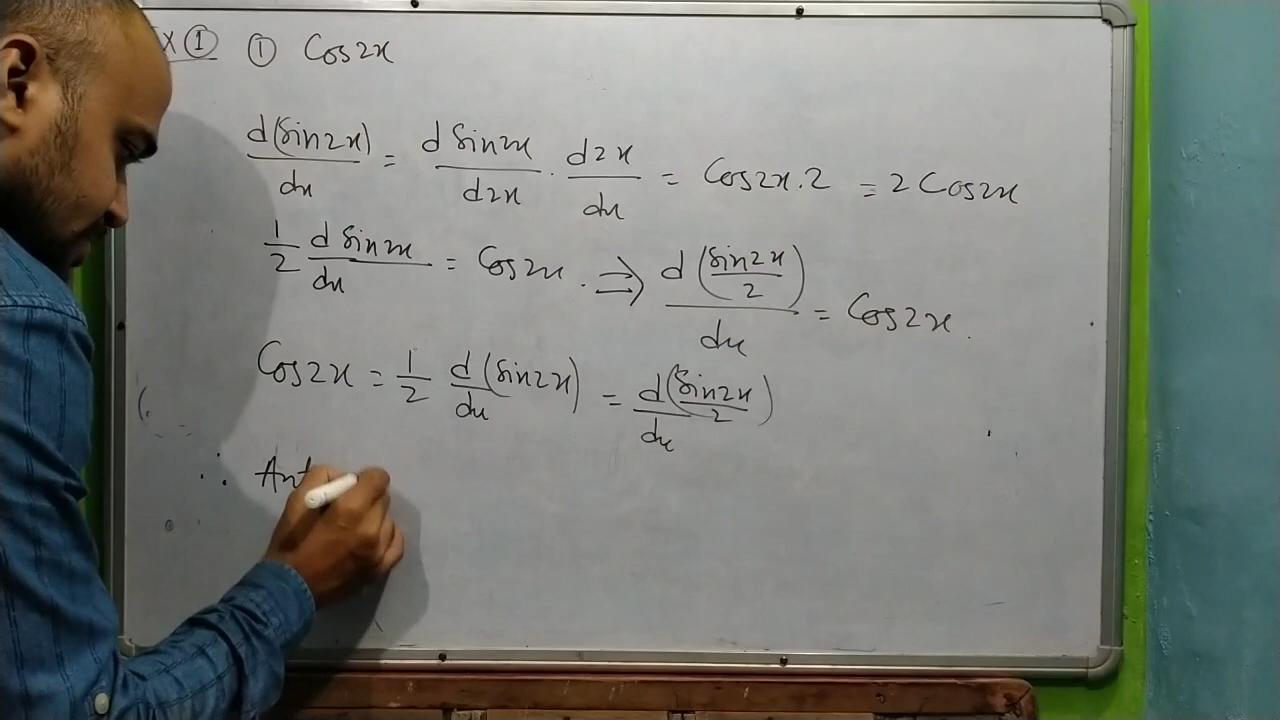 x ① ① Cos2x
d(Sin2x)/dx = d Sin2x/d2x . d2x/dx = Cos2x.2 = 2 Cos2x
1/2 d Sin2x/dx = Cos2x. ⇒ d(Sin2x/2)/dx = Cos2x.
Cos2x = 1/2 d/dx (Sin2x) = d/dx (Sin2x/2)
∴ Ant